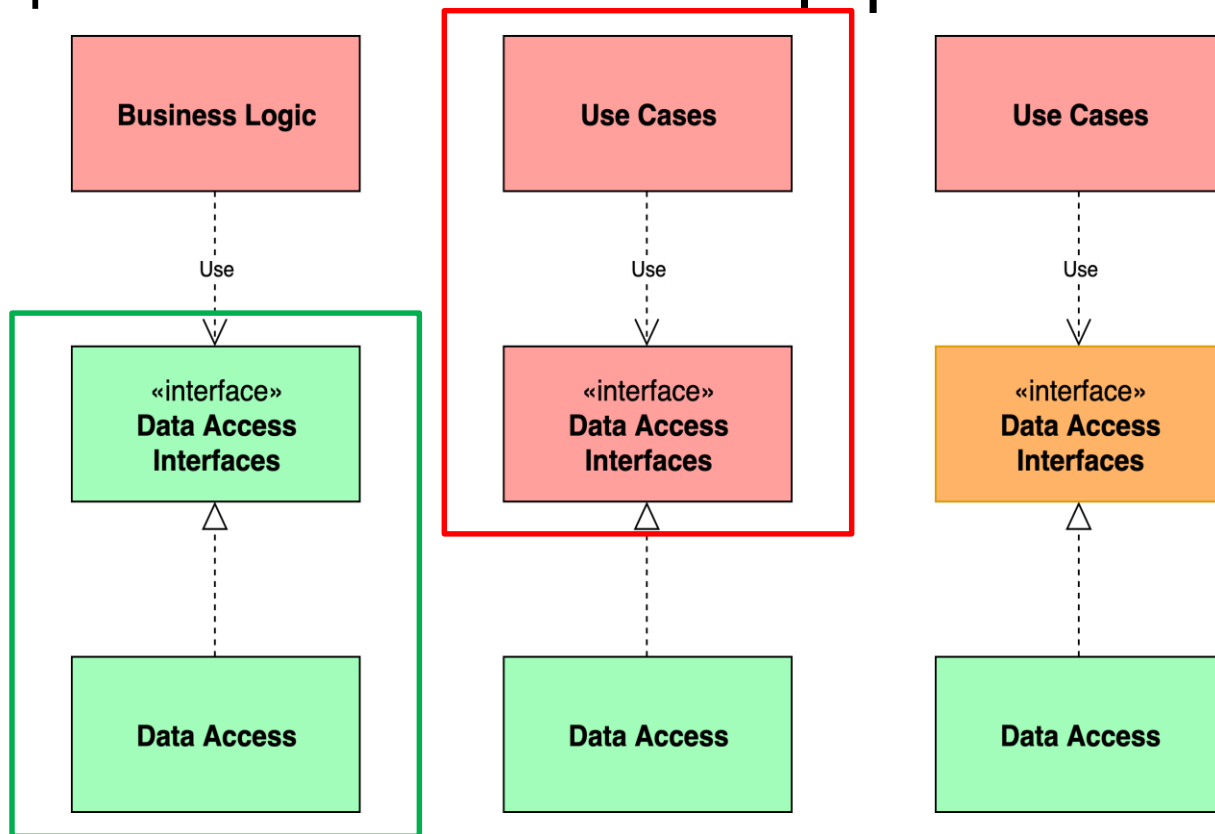 Business Logic
Use
«interface»
Data Access
Interfaces
Data Access
Use Cases
Use
«interface»
Data Access
Interfaces
Data Access
Use Cases
Use
«interface»
Data Access
Interfaces
Data Access